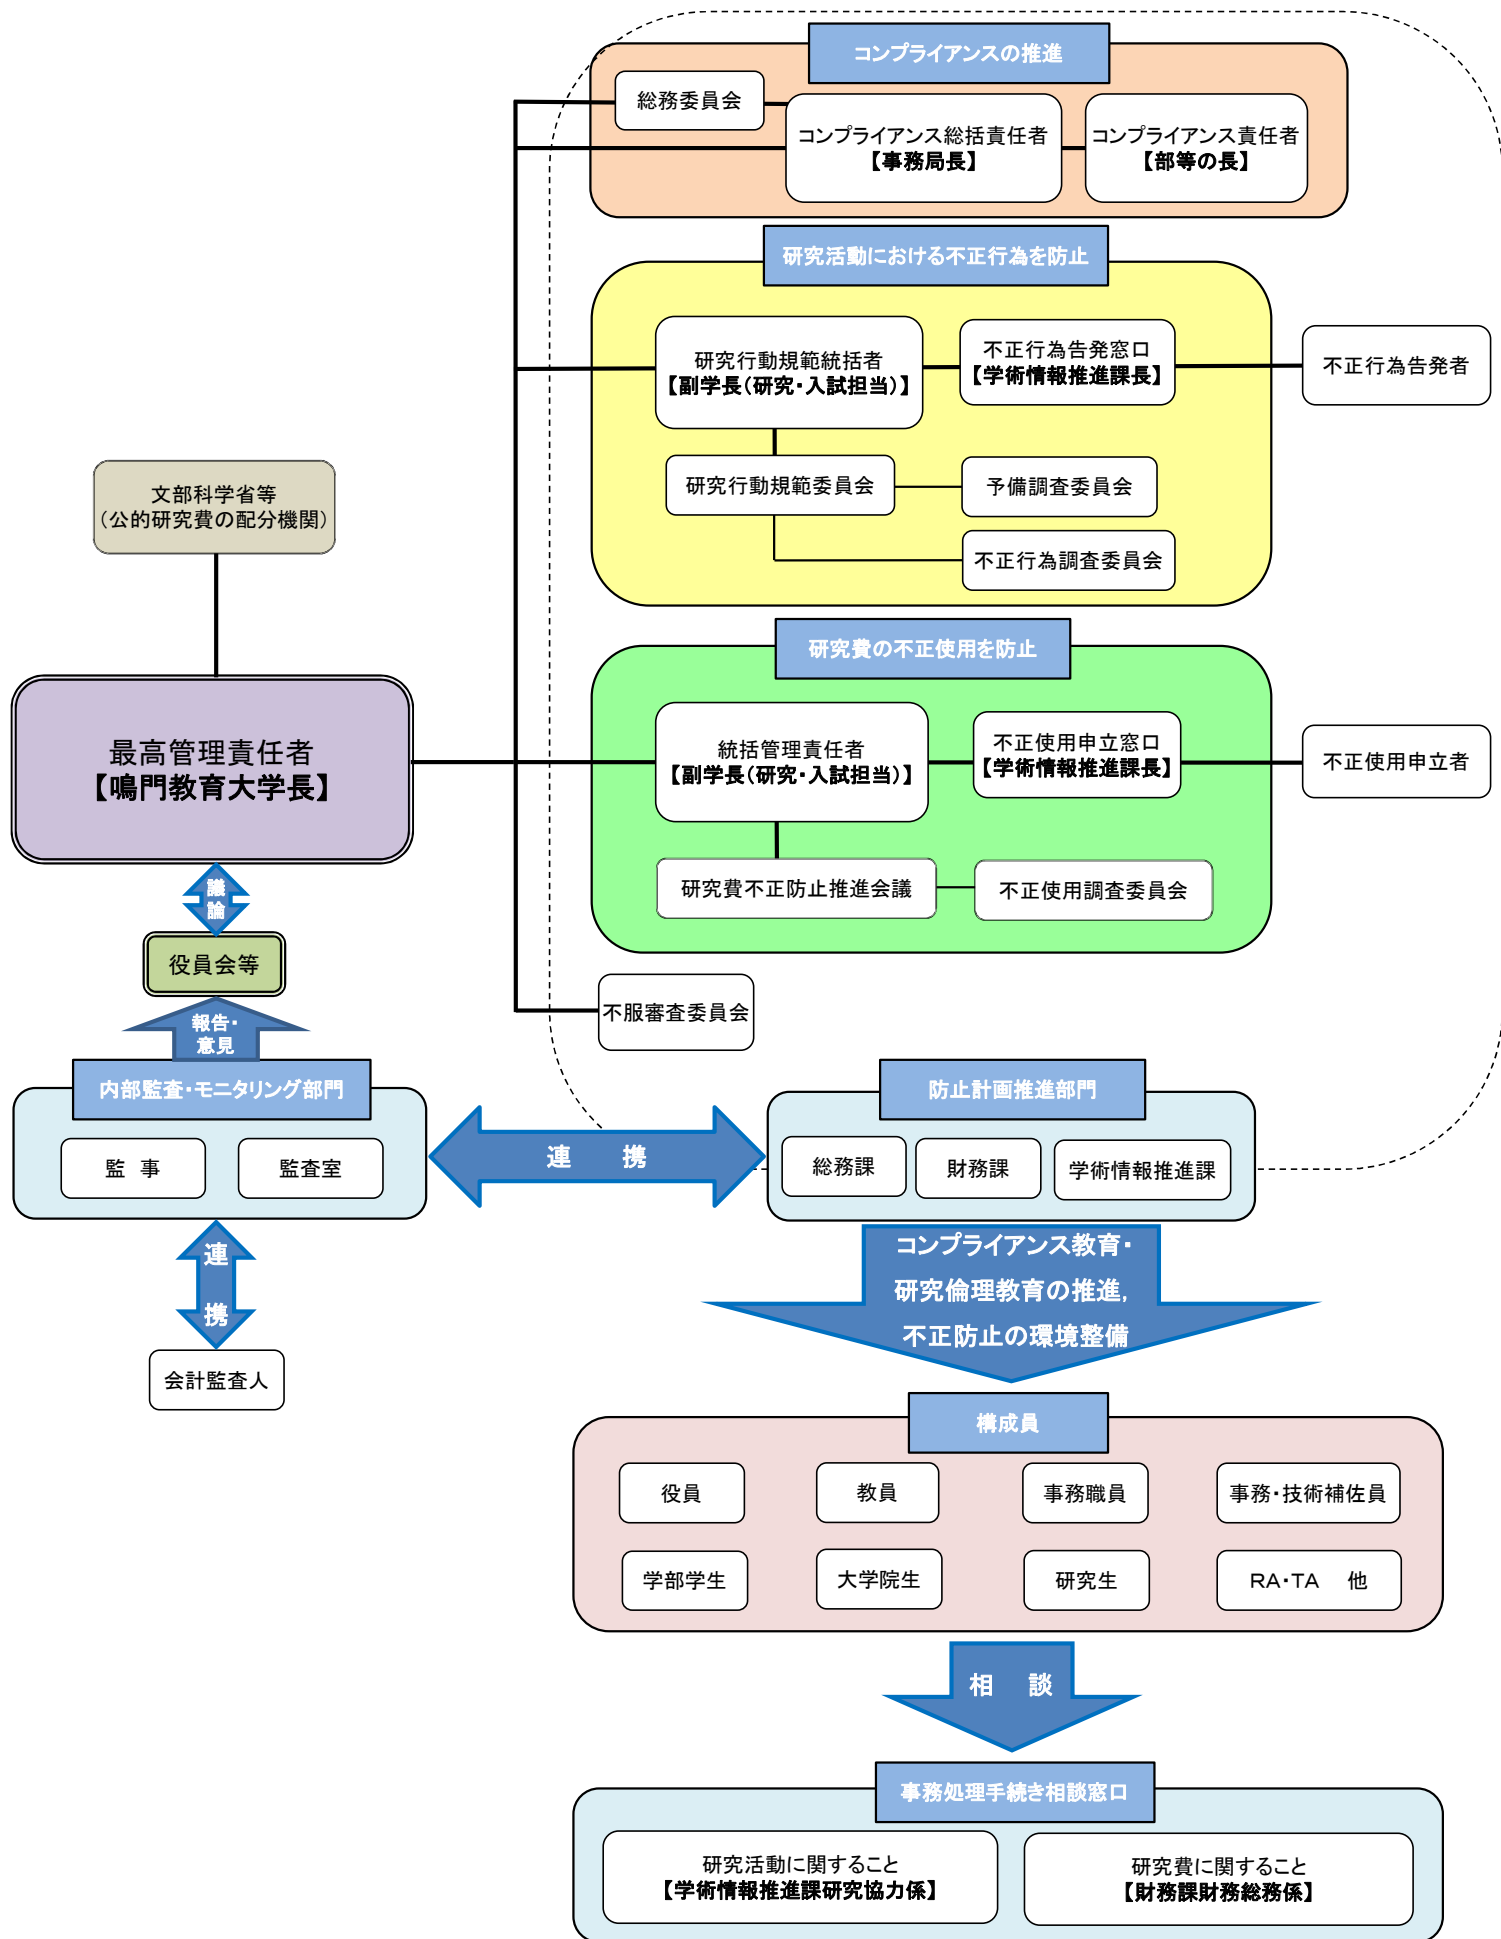 コンプライアンスの推進
総務委員会
コンプライアンス総括責任者
【事務局長】
コンプライアンス責任者
【部等の長】
研究活動における不正行為を防止
研究行動規範統括者
【副学長（研究・入試担当）】
不正行為告発窓口
【学術情報推進課長】
不正行為告発者
研究行動規範委員会
予備調査委員会
不正行為調査委員会
文部科学省等
（公的研究費の配分機関）
研究費の不正使用を防止
最高管理責任者
【鳴門教育大学長】
統括管理責任者
【副学長（研究・入試担当）】
不正使用申立窓口
【学術情報推進課長】
不正使用申立者
研究費不正防止推進会議
不正使用調査委員会
議
論
役員会等
不服審査委員会
報告・
意見
内部監査・モニタリング部門
監　事
監査室
連　携
防止計画推進部門
総務課
財務課
学術情報推進課
連
携
会計監査人
コンプライアンス教育・
研究倫理教育の推進，
不正防止の環境整備
構成員
役員
教員
事務職員
事務・技術補佐員
学部学生
大学院生
研究生
RA・TA　他
相　談
事務処理手続き相談窓口
研究活動に関すること
【学術情報推進課研究協力係】
研究費に関すること
【財務課財務総務係】